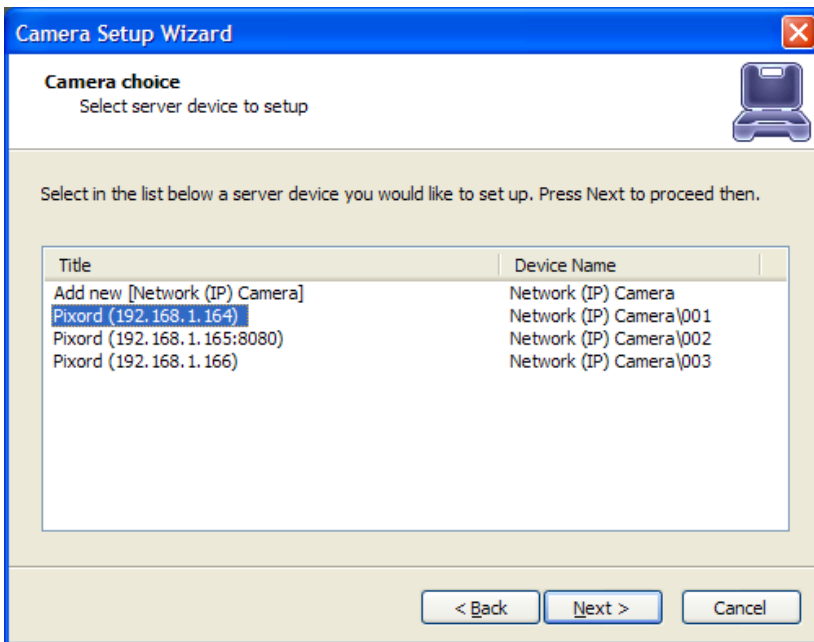 Camera Setup Wizard
Camera choice
Select server device to setup
Select in the list below a server device you would like to set up. Press Next to proceed then.
Title Device Name
Add new [Network (IP) Camera] Network (IP) Camera
Pixord (192.168.1.164) Network (IP) Camera\001
Pixord (192.168.1.165:8080) Network (IP) Camera\002
Pixord (192.168.1.166) Network (IP) Camera\003
< Back Next > Cancel